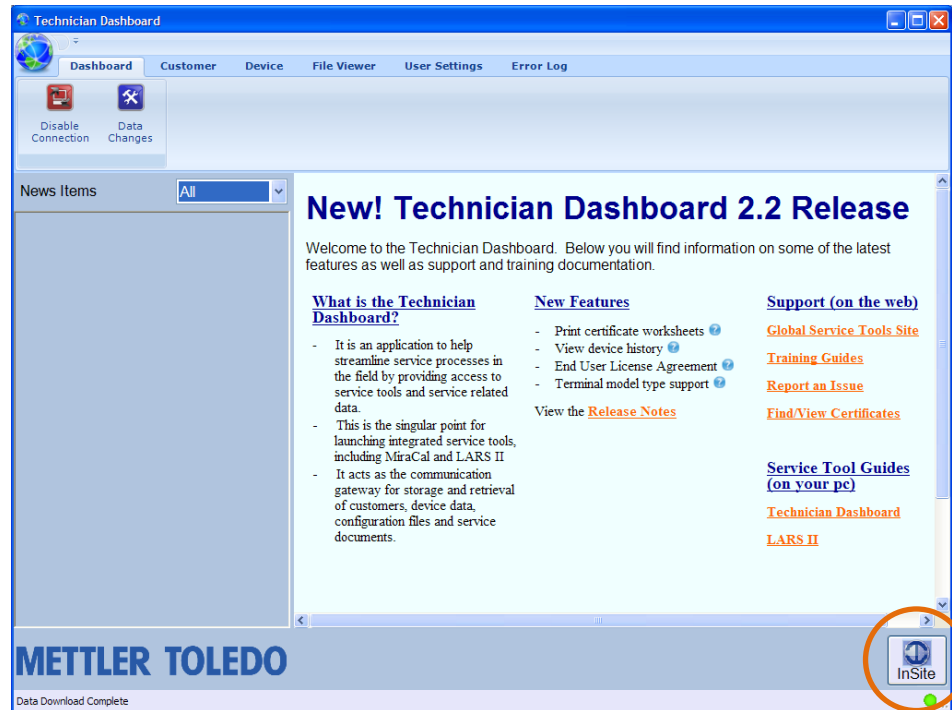 Technician Dashboard
Dashboard Customer Device File Viewer User Settings Error Log
Disable Connection
Data Changes
News Items All
New! Technician Dashboard 2.2 Release
Welcome to the Technician Dashboard. Below you will find information on some of the latest
features as well as support and training documentation.
What is the Technician
Dashboard?
- It is an application to help
streamline service processes in
the field by providing access to
service tools and service related
data.
- This is the singular point for
launching integrated service tools,
including MiraCal and LARS II
- It acts as the communication
gateway for storage and retrieval
of customers, device data,
configuration files and service
documents.
New Features
- Print certificate worksheets ?
- View device history ?
- End User License Agreement ?
- Terminal model type support ?
View the Release Notes
Support (on the web)
Global Service Tools Site
Training Guides
Report an Issue
Find/View Certificates
Service Tool Guides
(on your pc)
Technician Dashboard
LARS II
METTLER TOLEDO
InSite
Data Download Complete